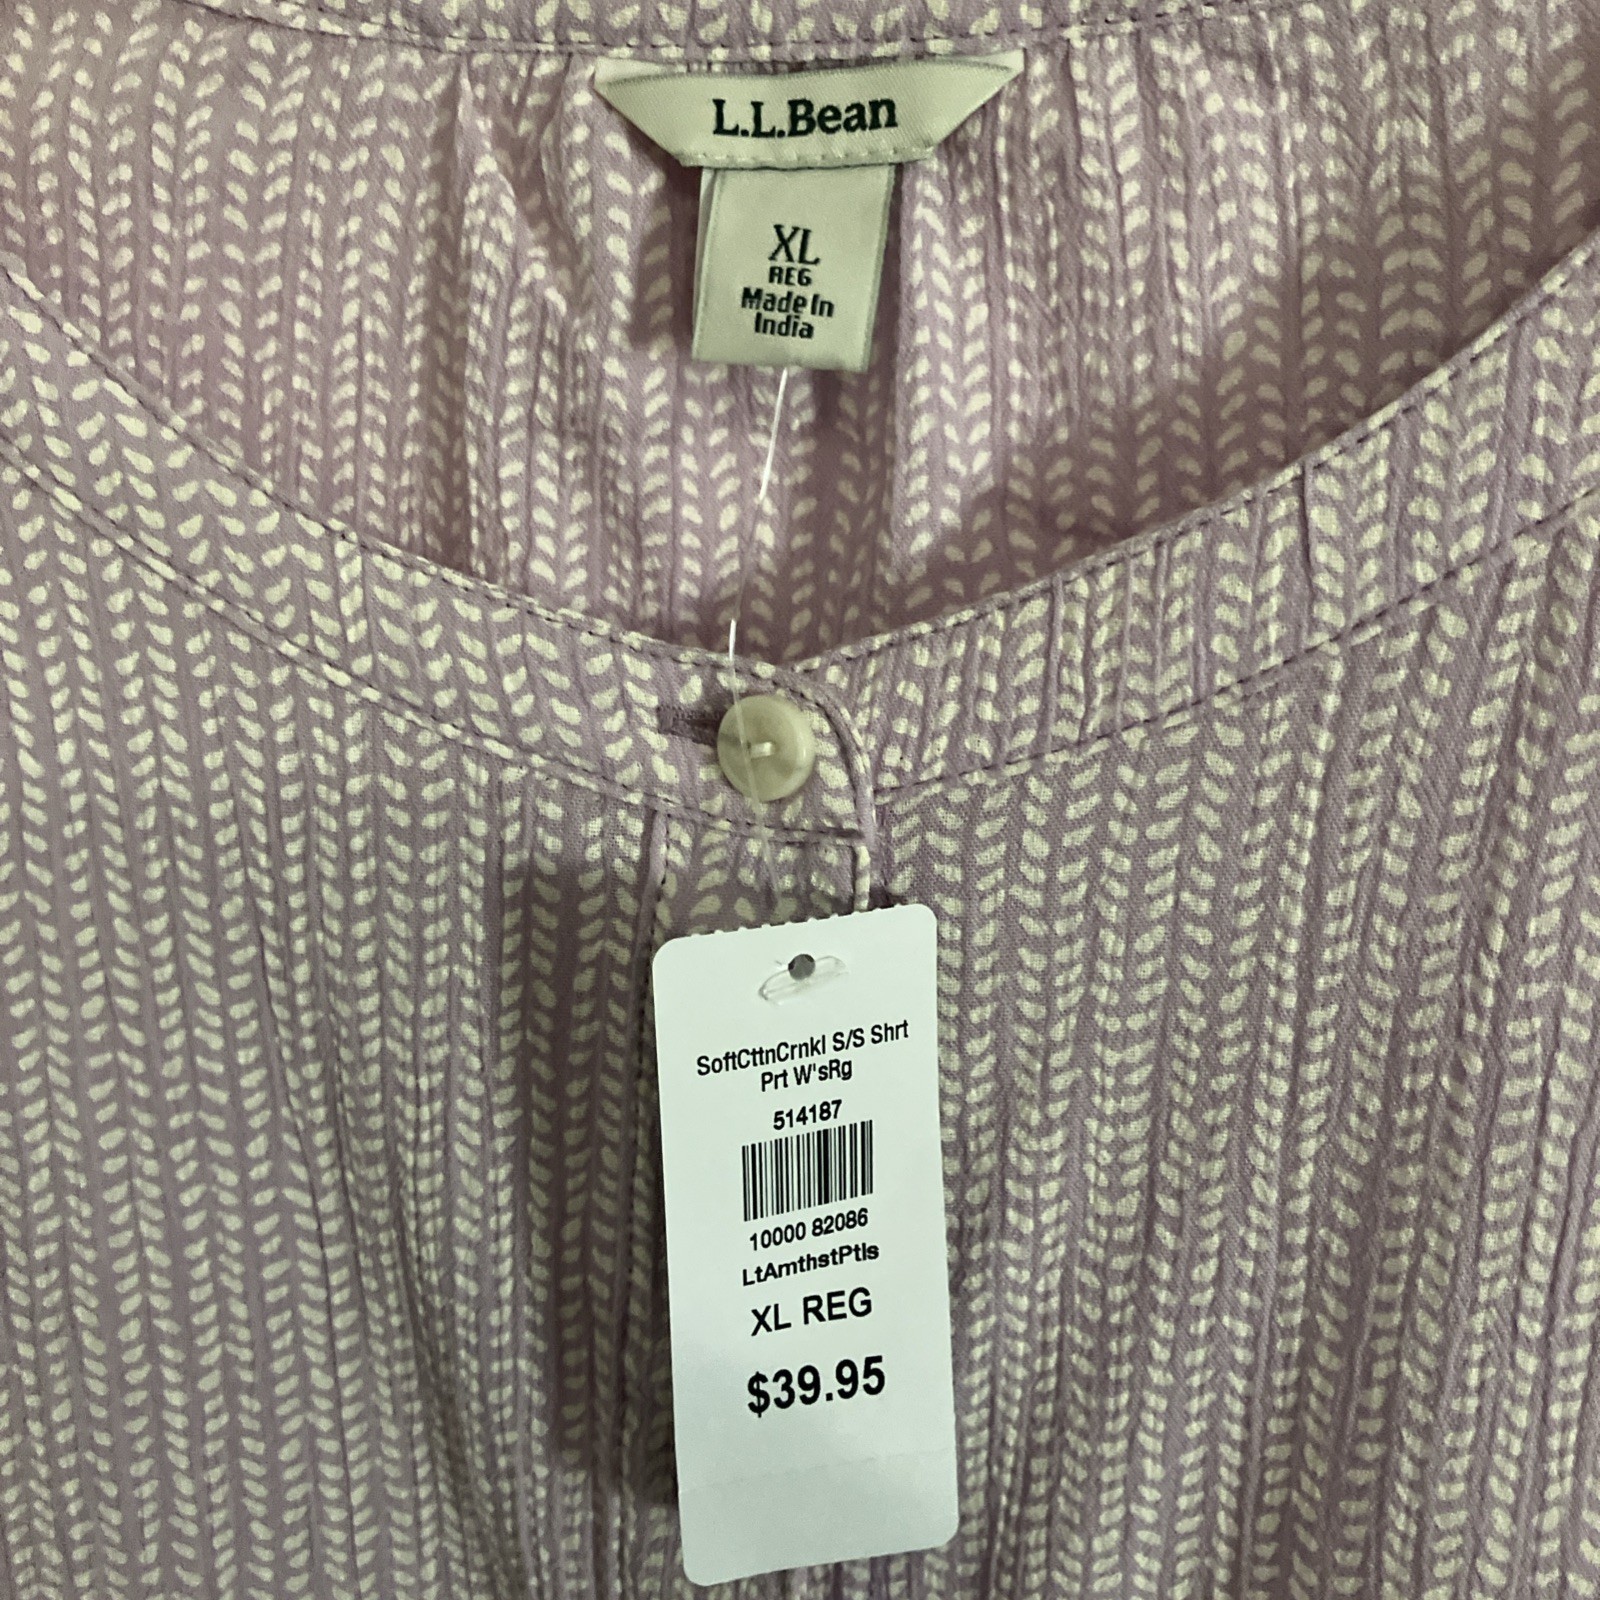 L.L.Bean
XL
REG
Made In
India
SoftCttnCrnkl S/S Shrt
Prt W'sRg
514187
10000 82086
LtAmthstPtls
XL REG
$39.95